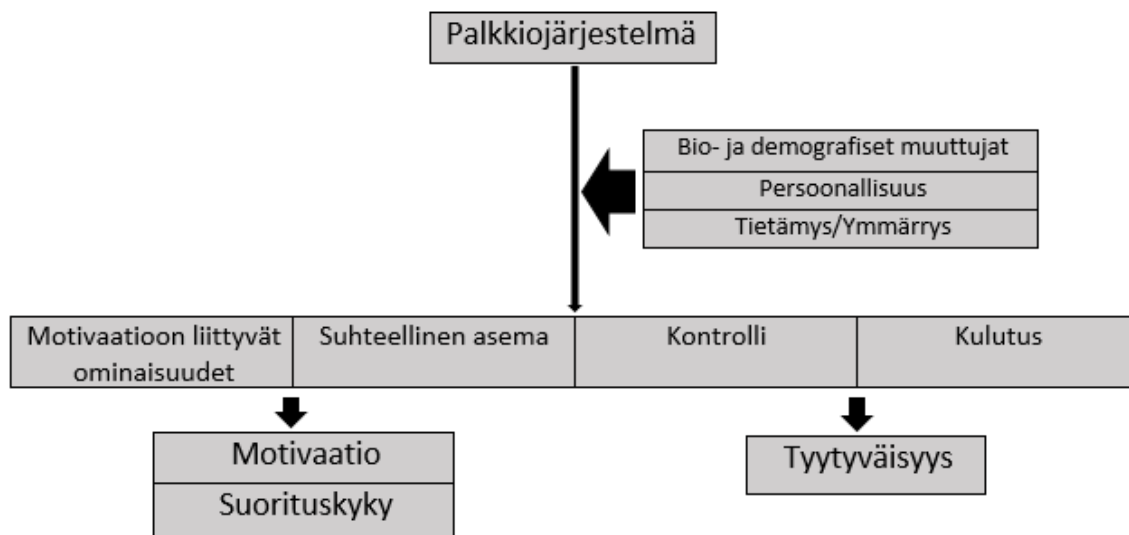 Palkkiojärjestelmä
Bio- ja demografiset muuttujat
Persoonallisuus
Tietämys/Ymmärrys
Motivaatioon liittyvät
ominaisuudet
Suhteellinen asema
Kontrolli
Kulutus
Motivaatio
Suorituskyky
Tyytyväisyys